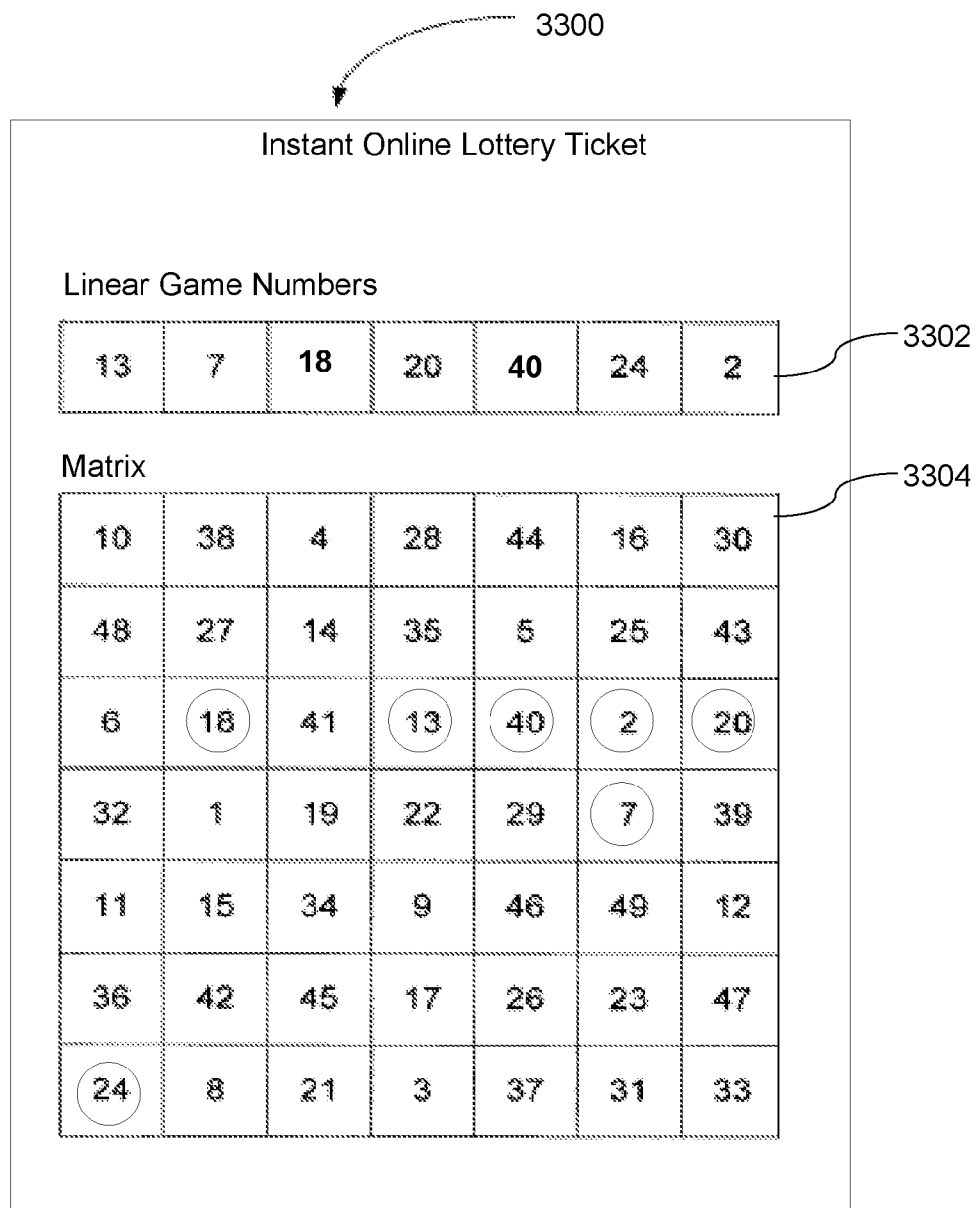 3300
Instant Online Lottery Ticket
Linear Game Numbers
13 7 18 20 40 24 2
3302
Matrix
3304
10 38 4 28 44 16 30
48 27 14 35 5 25 43
6 18 41 13 40 2 20
32 1 19 22 29 7 39
11 15 34 9 46 49 12
36 42 45 17 26 23 47
24 8 21 3 37 31 33